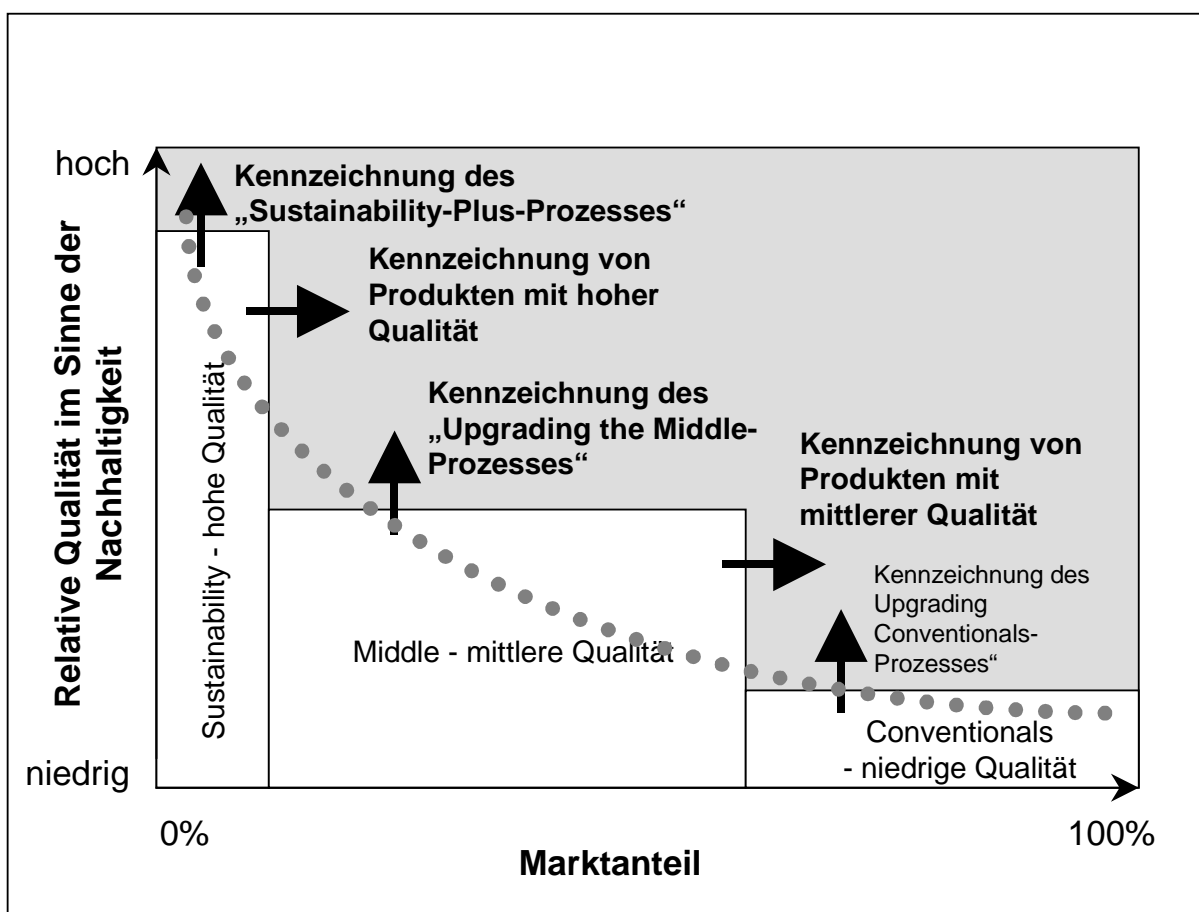 hoch
Kennzeichnung des
„Sustainability-Plus-Prozesses“
Kennzeichnung von
Produkten mit hoher
Qualität
Kennzeichnung des
„Upgrading the Middle-
Prozesses“
Kennzeichnung von
Produkten mit
mittlerer Qualität
Kennzeichnung des
Upgrading
Conventionals-
Prozesses“
Relative Qualität im Sinne der
Nachhaltigkeit
Sustainability - hohe Qualität
Middle - mittlere Qualität
Conventionals
- niedrige Qualität
niedrig
0%
100%
Marktanteil